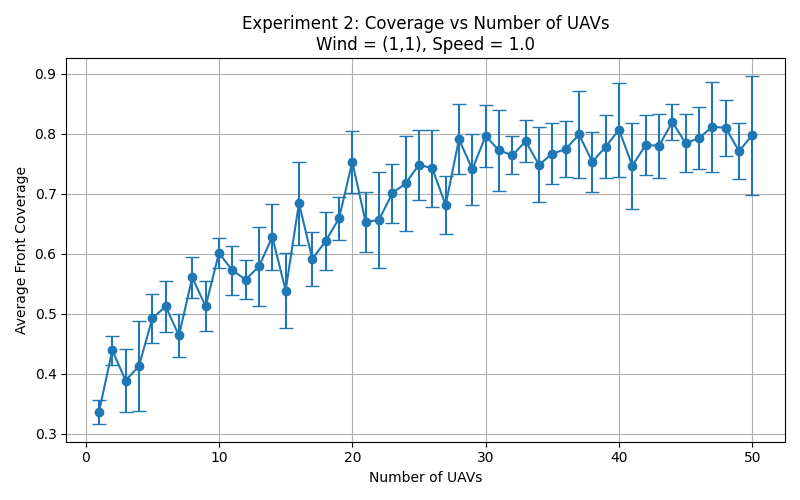 Experiment 2: Coverage vs Number of UAVs
Wind = (1,1), Speed = 1.0
Average Front Coverage
0.9
0.8
0.7
0.6
0.5
0.4
0.3
0 10 20 30 40 50
Number of UAVs